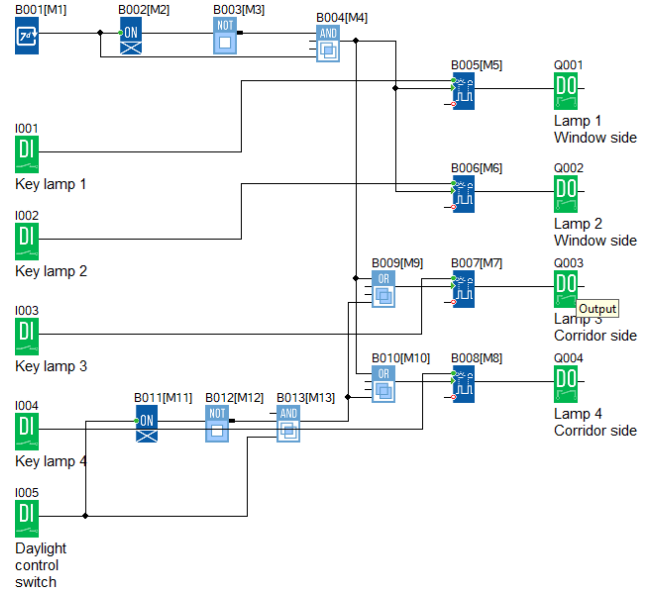 B001[M1]
B002[M2]
B003[M3]
B004[M4]
7d
ON
NOT
AND
B005[M5]
Q001
DO
Lamp 1
Window side
I001
DI
Key lamp 1
B006[M6]
Q002
DO
Lamp 2
Window side
I002
DI
Key lamp 2
B009[M9]
B007[M7]
Q003
OR
DO
Output
Lamp 3
Corridor side
I003
DI
Key lamp 3
B010[M10]
B008[M8]
Q004
OR
DO
Lamp 4
Corridor side
B011[M11]
B012[M12]
B013[M13]
I004
DI
ON
NOT
AND
Key lamp 4
I005
DI
Daylight
control
switch